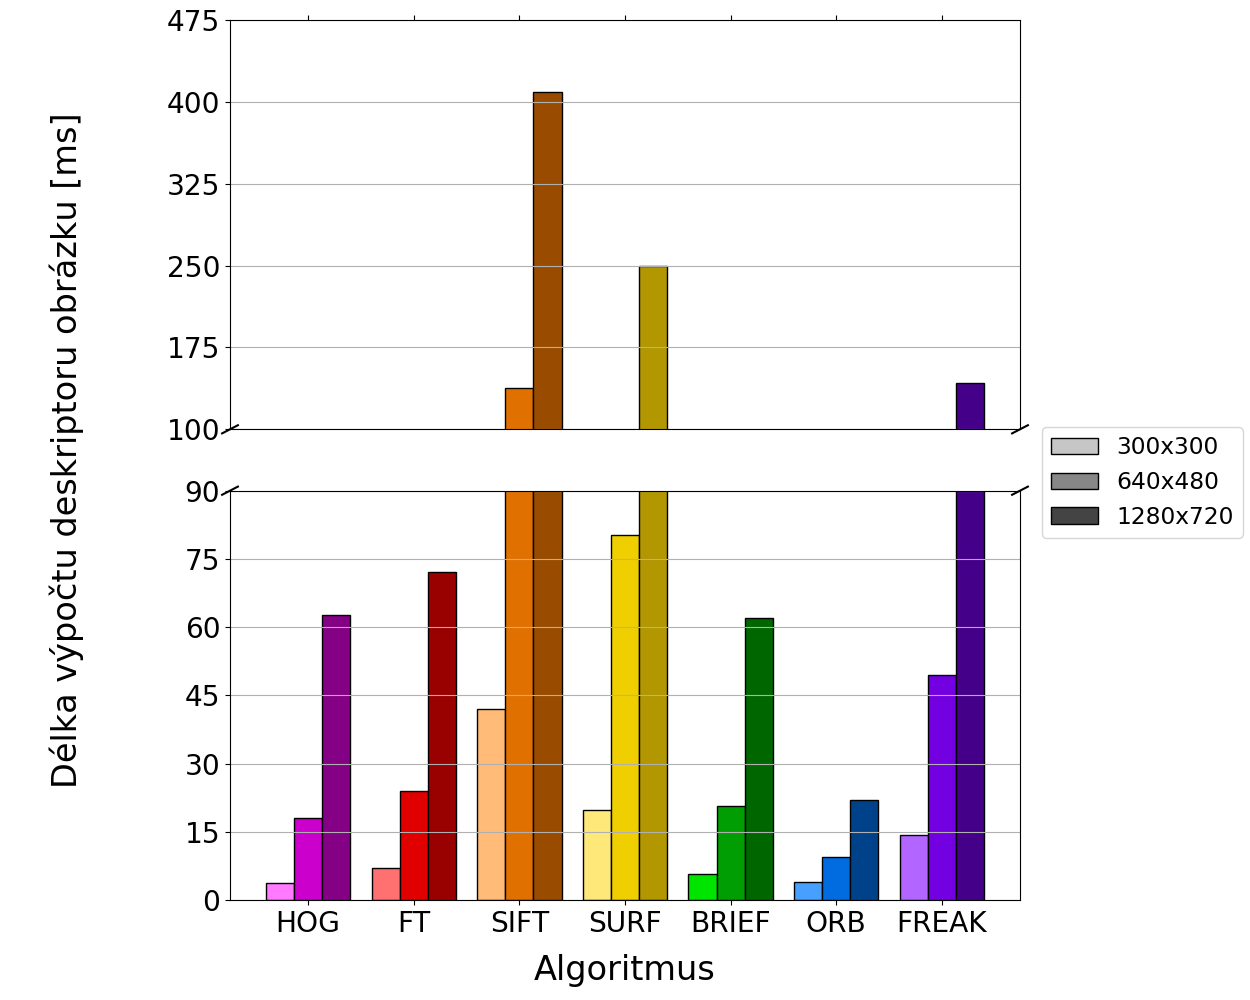 Délka výpočtu deskriptoru obrázku [ms]
475
400
325
250
175
100
90
75
60
45
30
15
0
HOG FT SIFT SURF BRIEF ORB FREAK
Algoritmus
300x300
640x480
1280x720